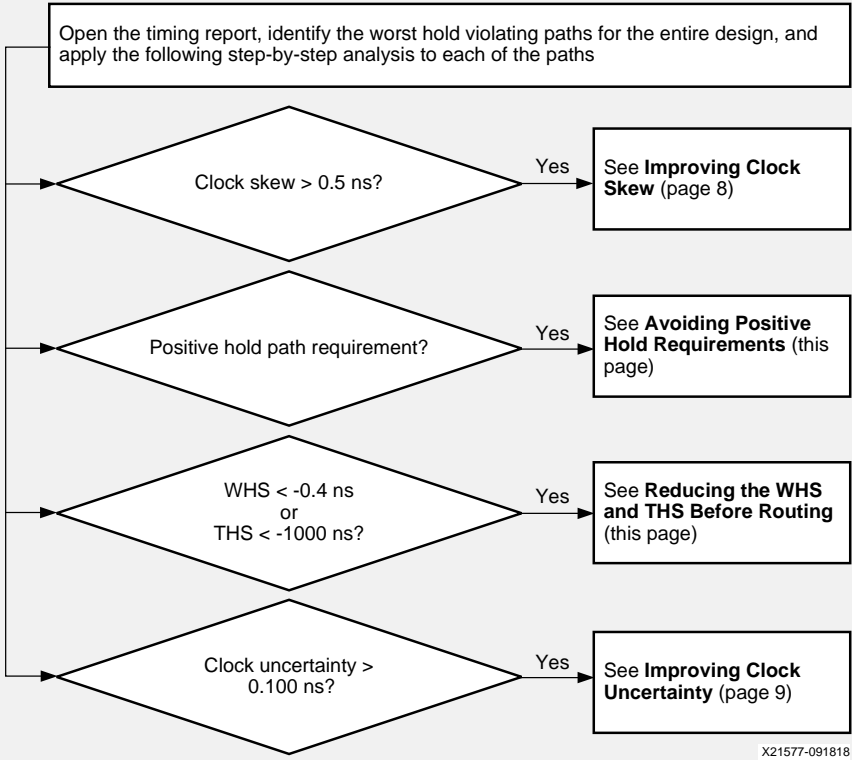 Open the timing report, identify the worst hold violating paths for the entire design, and
apply the following step-by-step analysis to each of the paths
Clock skew > 0.5 ns?
Yes
See Improving Clock
Skew (page 8)
Positive hold path requirement?
Yes
See Avoiding Positive
Hold Requirements (this
page)
WHS < -0.4 ns
or
THS < -1000 ns?
Yes
See Reducing the WHS
and THS Before Routing
(this page)
Clock uncertainty >
0.100 ns?
Yes
See Improving Clock
Uncertainty (page 9)
X21577-091818